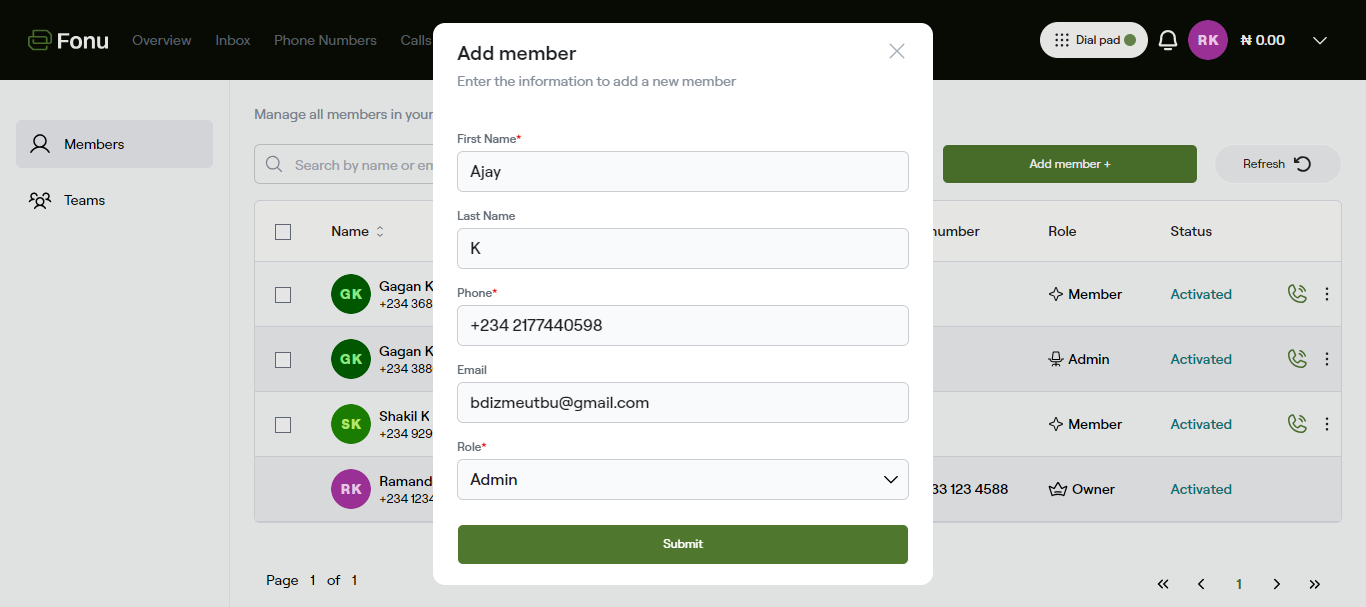 Fonu Overview Inbox Phone Numbers Calls
Dial pad RK ₦ 0.00
Members
Teams
Manage all members in your
Search by name or em
Add member +
Refresh
Name
number Role Status
GK Gagan K
+234 368
Member Activated
GK Gagan K
+234 388
Admin Activated
SK Shakil K
+234 929
Member Activated
RK Ramand
+234 1234
33 123 4588 Owner Activated
Page 1 of 1
1
Add member
Enter the information to add a new member
First Name*
Ajay
Last Name
K
Phone*
+234 2177440598
Email
bdizmeutbu@gmail.com
Role*
Admin
Submit